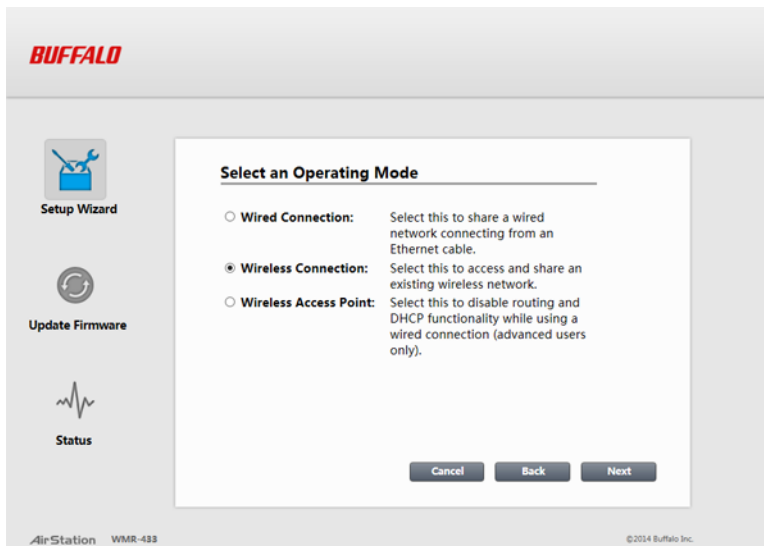 BUFFALO
Setup Wizard
Update Firmware
Status
Select an Operating Mode
Wired Connection: Select this to share a wired
network connecting from an
Ethernet cable.
Wireless Connection: Select this to access and share an
existing wireless network.
Wireless Access Point: Select this to disable routing and
DHCP functionality while using a
wired connection (advanced users
only).
Cancel Back Next
AirStation WMR-433 ©2014 Buffalo Inc.